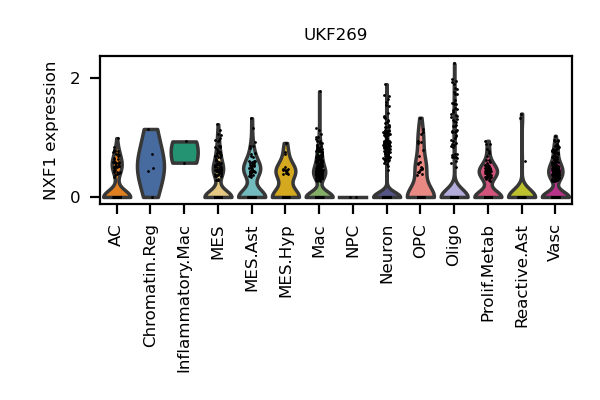 UKF269
NXF1 expression
2
0
AC
Chromatin.Reg
Inflammatory.Mac
MES
MES.Ast
MES.Hyp
Mac
NPC
Neuron
OPC
Oligo
Prolif.Metab
Reactive.Ast
Vasc